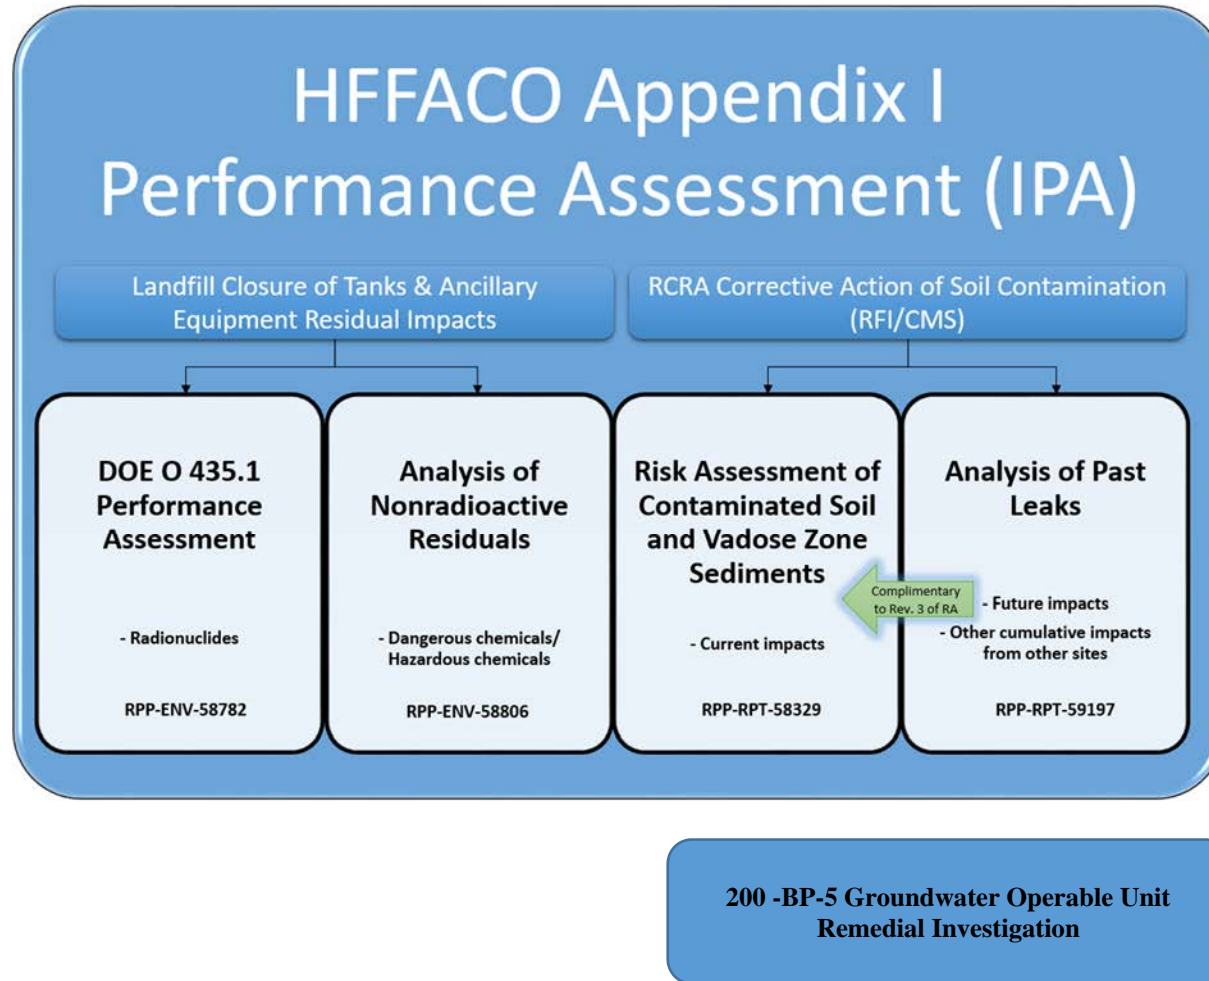 HFFACO Appendix I
Performance Assessment (IPA)
Landfill Closure of Tanks & Ancillary
Equipment Residual Impacts
RCRA Corrective Action of Soil Contamination
(RFI/CMS)
DOE O 435.1
Performance
Assessment
- Radionuclides
RPP-ENV-58782
Analysis of
Nonradioactive
Residuals
- Dangerous chemicals/
Hazardous chemicals
RPP-ENV-58806
Risk Assessment of
Contaminated Soil
and Vadose Zone
Sediments
- Current impacts
RPP-RPT-58329
Complimentary
to Rev. 3 of RA
Analysis of Past
Leaks
- Future impacts
- Other cumulative impacts
from other sites
RPP-RPT-59197
200 -BP-5 Groundwater Operable Unit
Remedial Investigation